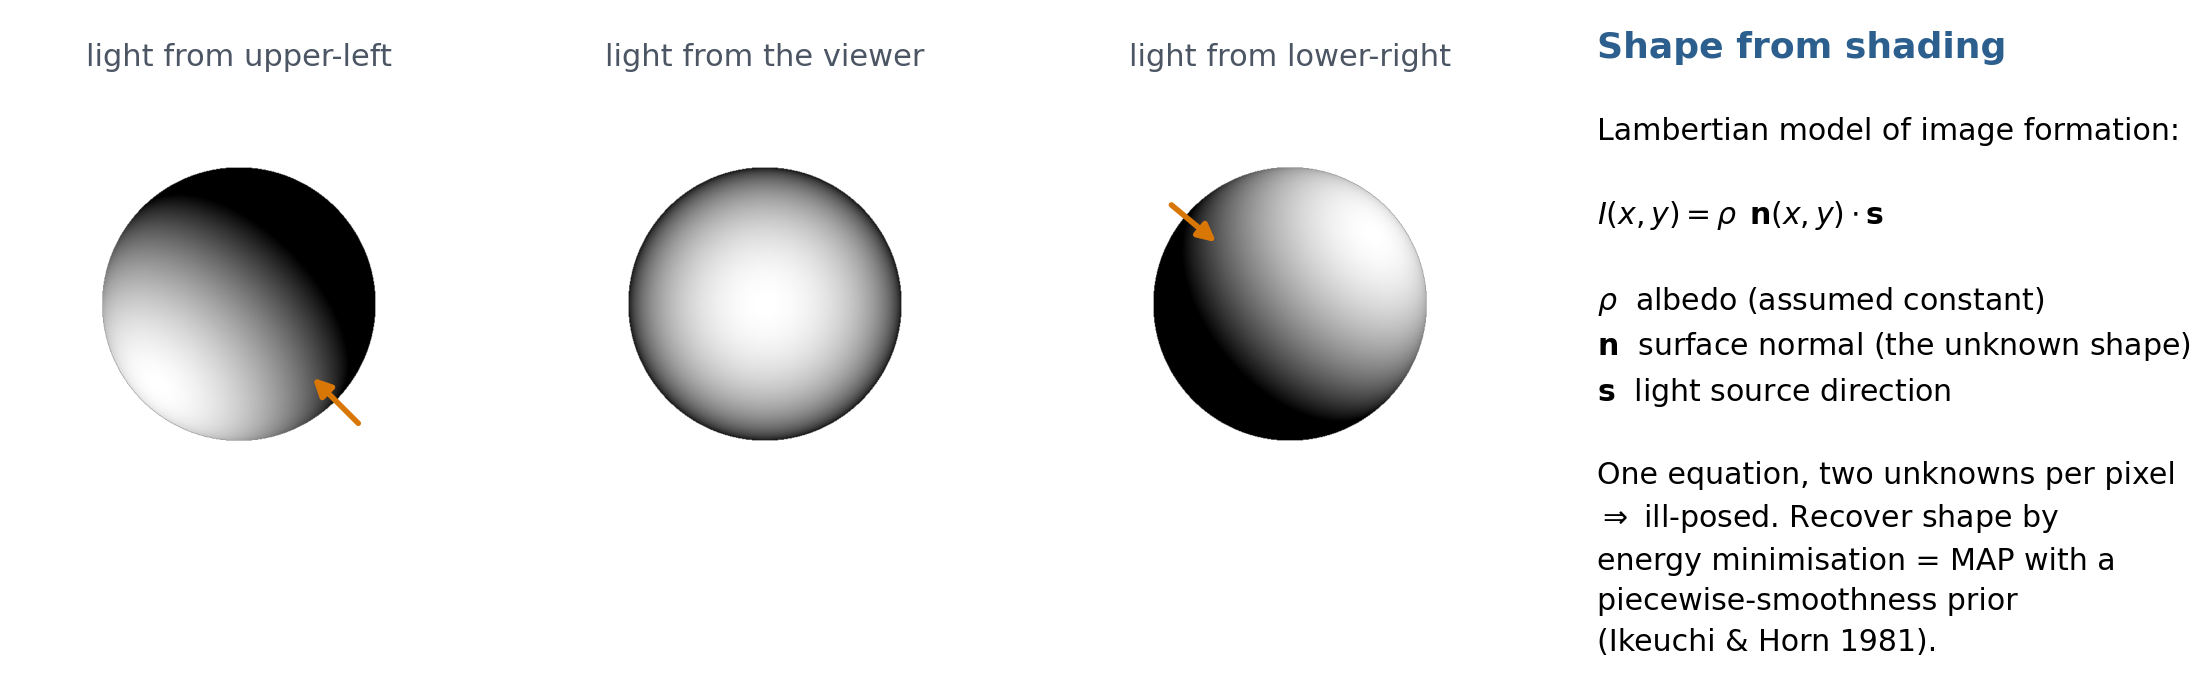 light from upper-left
light from the viewer
light from lower-right
Shape from shading
Lambertian model of image formation:
I(x, y) = ρ n(x, y) · s
ρ albedo (assumed constant)
n surface normal (the unknown shape)
s light source direction
One equation, two unknowns per pixel
⇒ ill-posed. Recover shape by
energy minimisation = MAP with a
piecewise-smoothness prior
(Ikeuchi & Horn 1981).